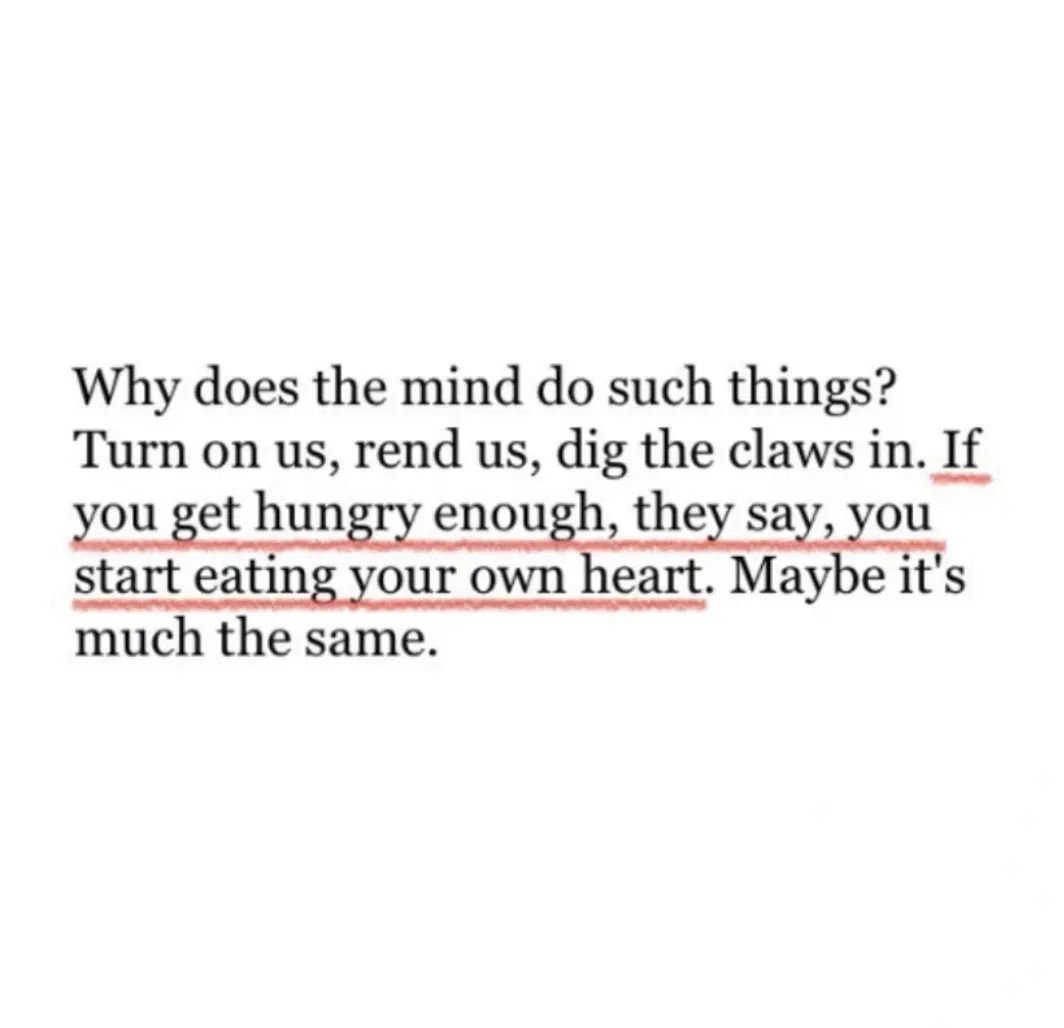 Why does the mind do such things?
Turn on us, rend us, dig the claws in. If
you get hungry enough, they say, you
start eating your own heart. Maybe it's
much the same.